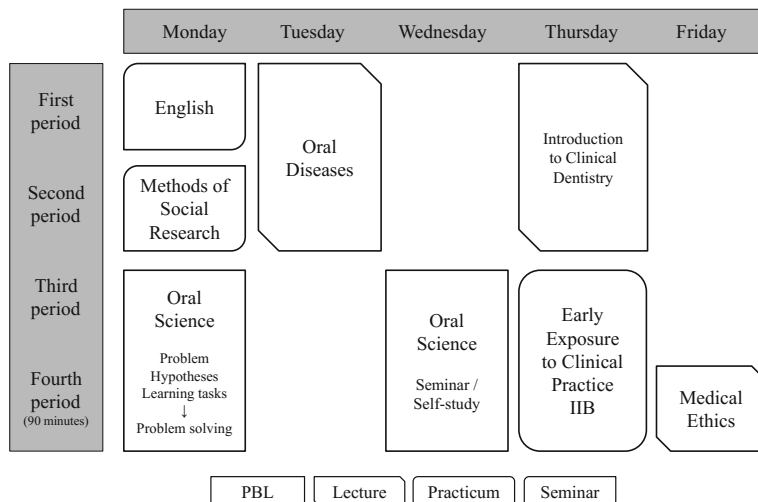 Monday
Tuesday
Wednesday
Thursday
Friday
First
period
English
Oral
Diseases
Introduction
to Clinical
Dentistry
Second
period
Methods of
Social
Research
Third
period
Oral
Science
Problem
Hypotheses
Learning tasks
↓
Problem solving
Oral
Science
Seminar /
Self-study
Early
Exposure
to Clinical
Practice
IIB
Fourth
period
(90 minutes)
Medical
Ethics
PBL
Lecture
Practicum
Seminar